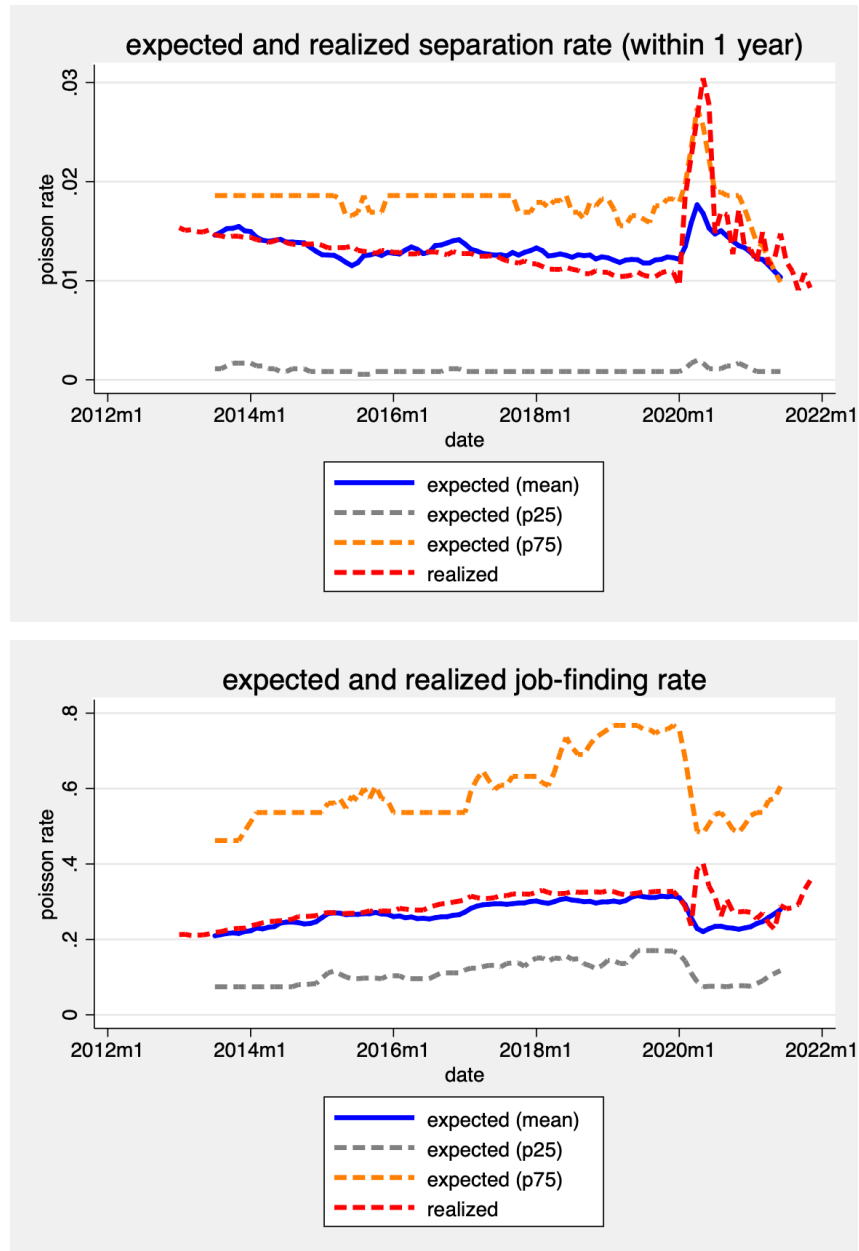 expected and realized separation rate (within 1 year)
.03
.02
.01
0
poisson rate
2012m1 2014m1 2016m1 2018m1 2020m1 2022m1
date
expected (mean)
expected (p25)
expected (p75)
realized
expected and realized job-finding rate
.8
.6
.4
.2
0
poisson rate
2012m1 2014m1 2016m1 2018m1 2020m1 2022m1
date
expected (mean)
expected (p25)
expected (p75)
realized